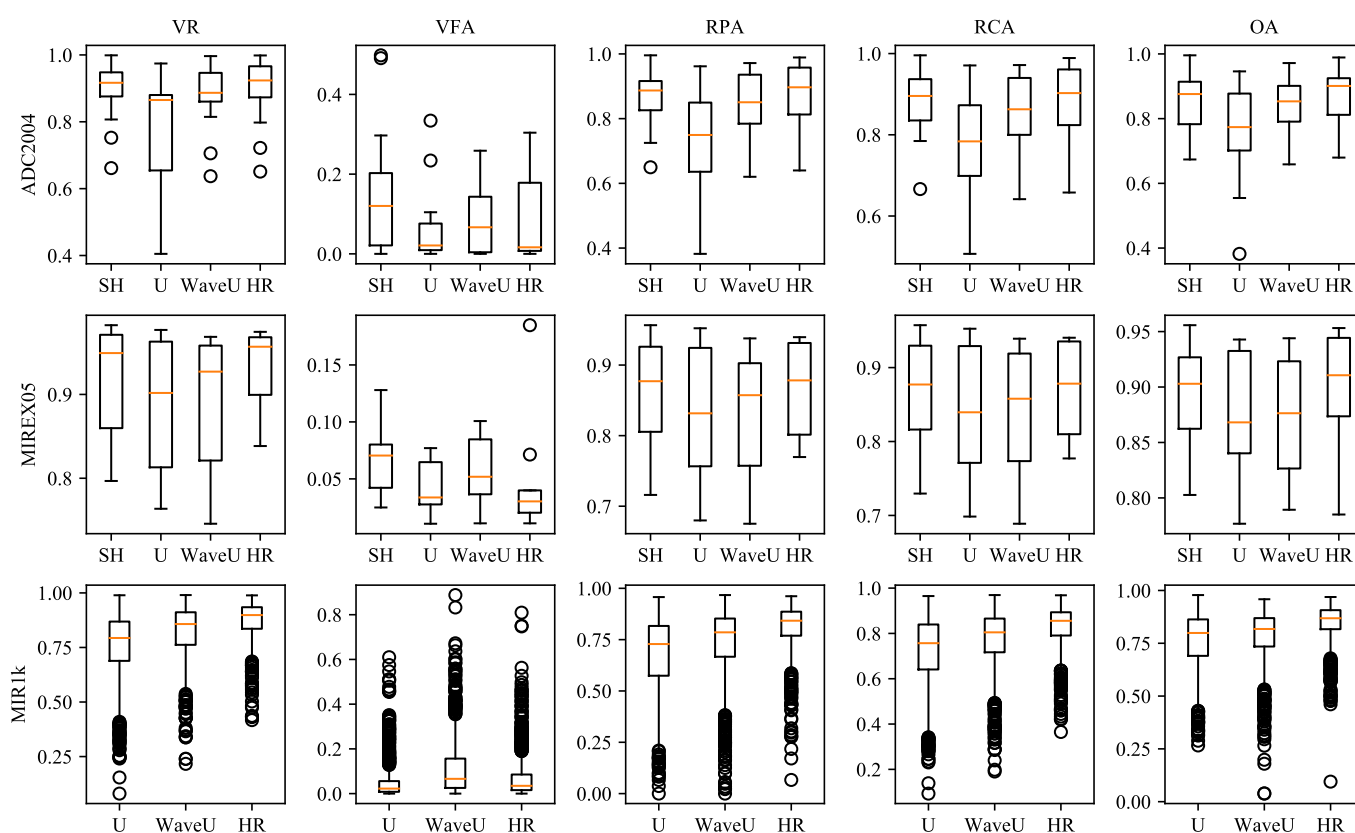 VR VFA RPA RCA OA
ADC2004
1.0 0.8 0.6 0.4
0.4 0.2 0.0
1.0 0.8 0.6 0.4
1.0 0.8 0.6
1.0 0.8 0.6 0.4
SH U WaveU HR SH U WaveU HR SH U WaveU HR SH U WaveU HR SH U WaveU HR
MIREX05
0.9 0.8
0.15 0.10 0.05
0.9 0.8 0.7
0.9 0.8 0.7
0.95 0.90 0.85 0.80
SH U WaveU HR SH U WaveU HR SH U WaveU HR SH U WaveU HR SH U WaveU HR
MIR1k
1.00 0.75 0.50 0.25
0.8 0.6 0.4 0.2 0.0
1.00 0.75 0.50 0.25 0.00
1.0 0.8 0.6 0.4 0.2
1.00 0.75 0.50 0.25 0.00
U WaveU HR U WaveU HR U WaveU HR U WaveU HR U WaveU HR